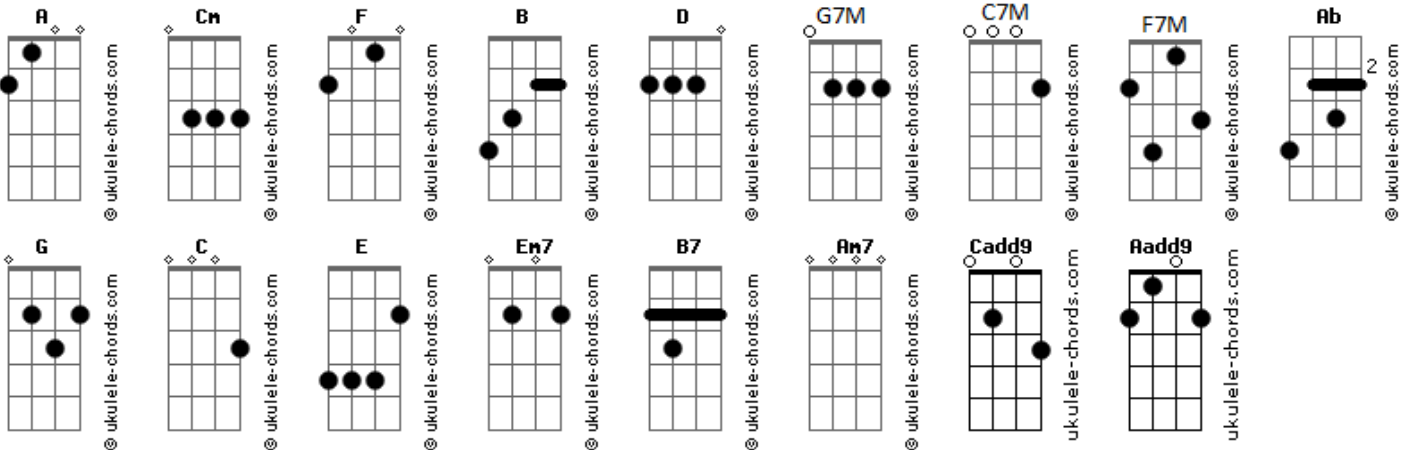 A Cm F B D G7M C7M F7M Ab
2
© ukulele-chords.com © ukulele-chords.com © ukulele-chords.com © ukulele-chords.com © ukulele-chords.com © ukulele-chords.com © ukulele-chords.com © ukulele-chords.com © ukulele-chords.com
G C E Em7 B7 Am7 Cadd9 Aadd9
© ukulele-chords.com © ukulele-chords.com © ukulele-chords.com © ukulele-chords.com © ukulele-chords.com © ukulele-chords.com ukulele-chords.com ukulele-chords.com